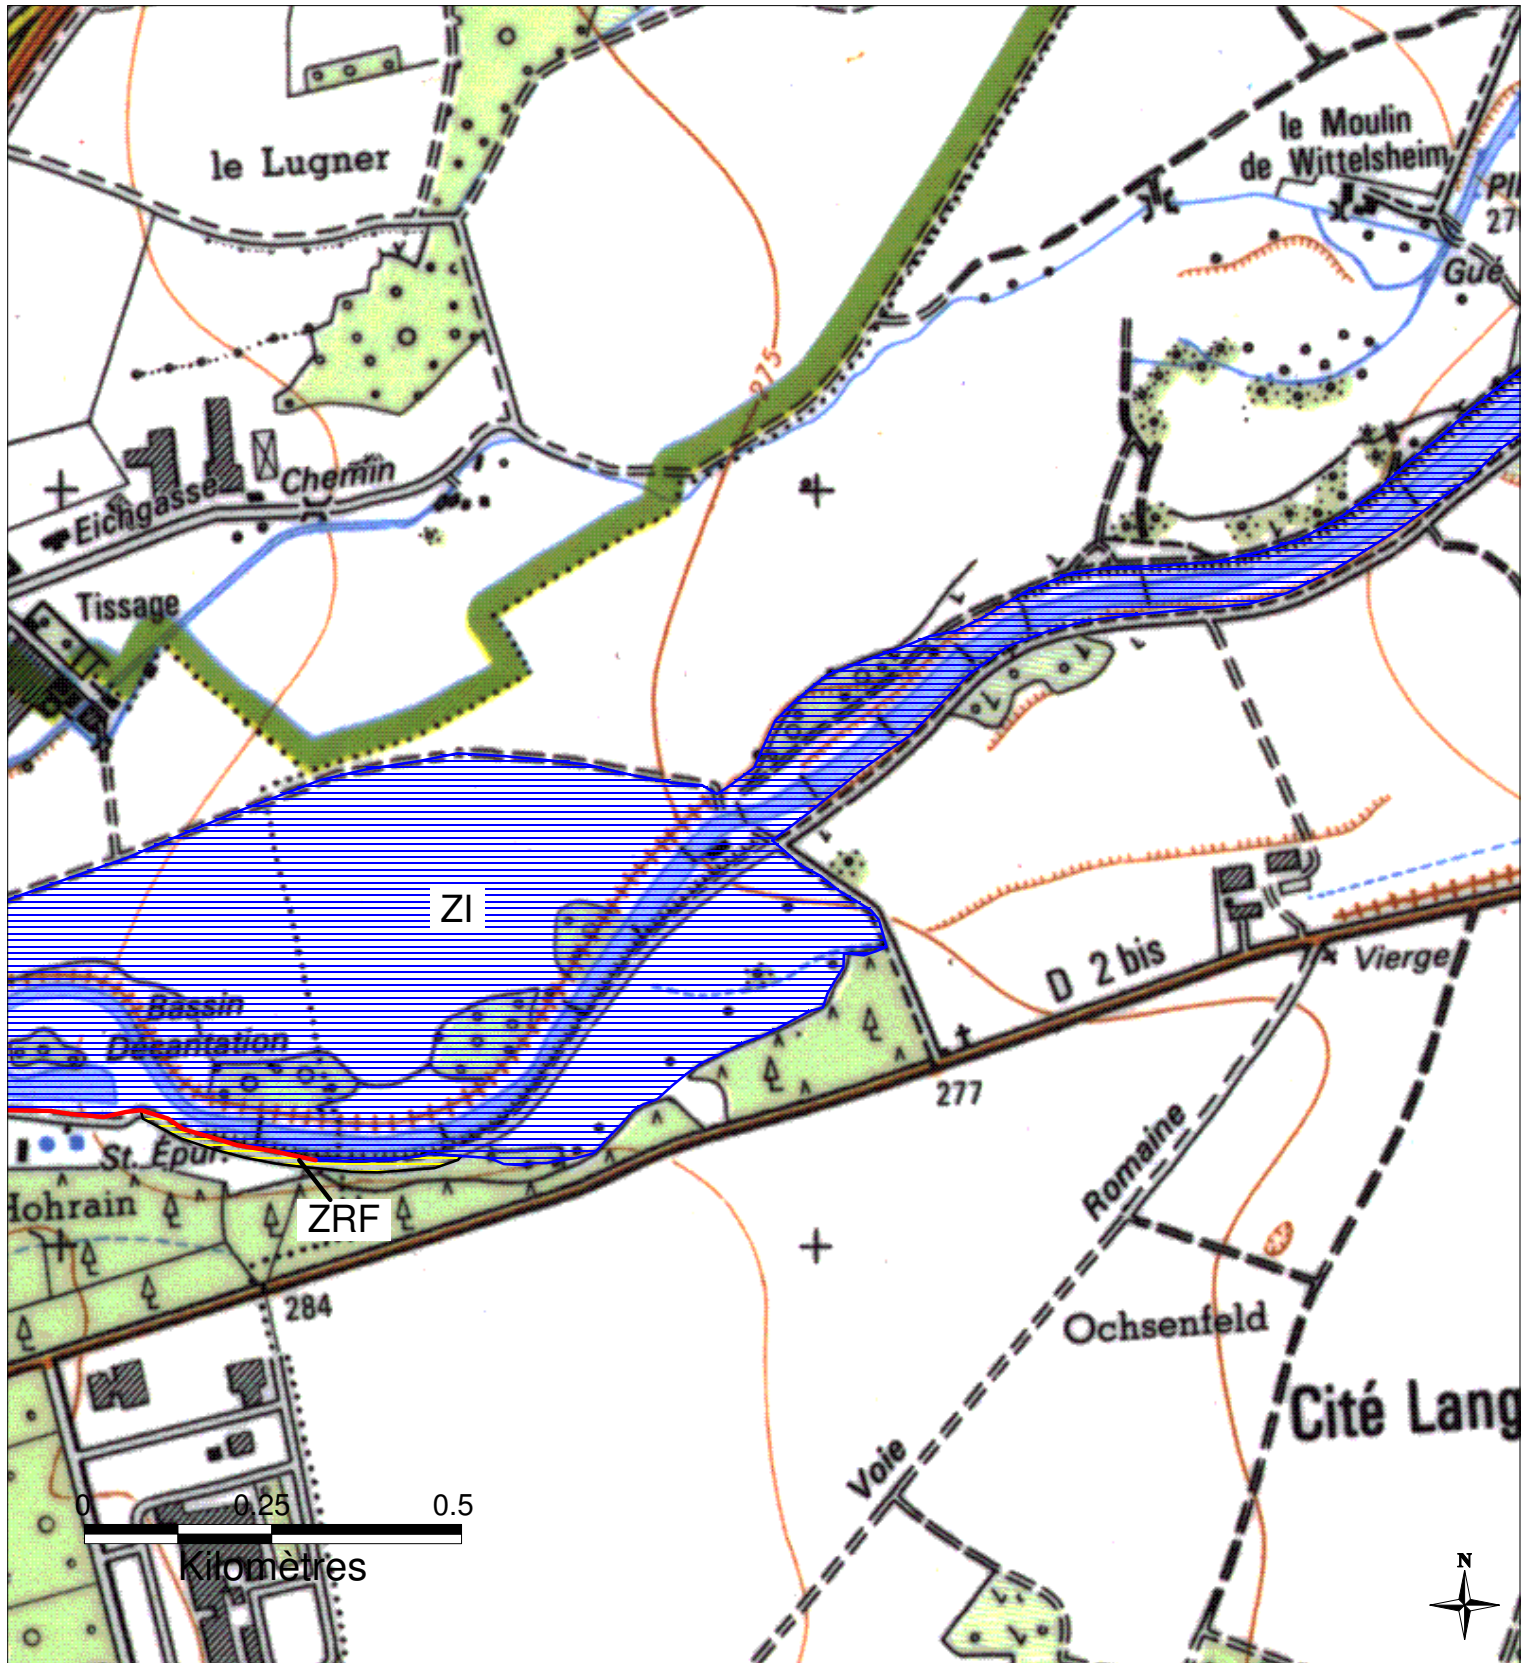 le Moulin
de Wittelsheim
le Lugner
Gué
275
Chemin
Eichgasse
Tissage
ZI
D 2 bis
Vierge
Bassin
Décantation
277
St. Épur.
Hohrain
ZRF
Romaine
284
Ochsenfeld
Cité Lang
Voie
0 0.25 0.5
Kilomètres
N